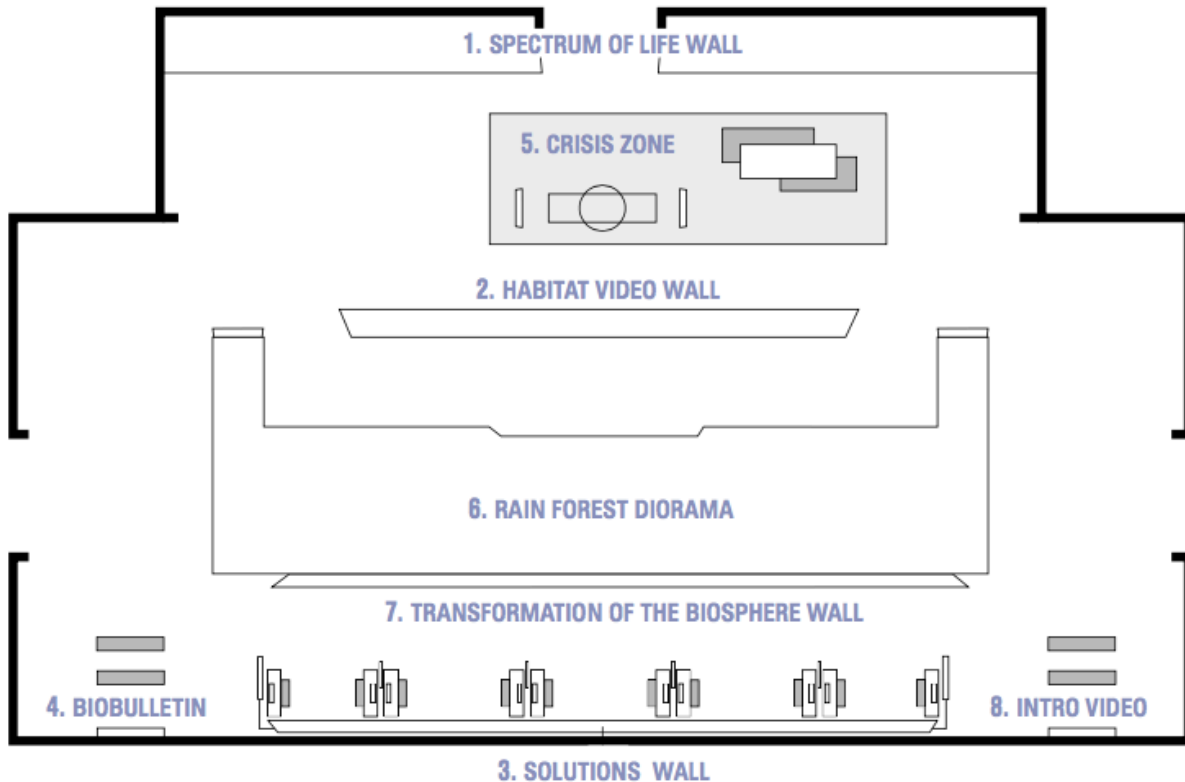 1. SPECTRUM OF LIFE WALL
5. CRISIS ZONE
2. HABITAT VIDEO WALL
6. RAIN FOREST DIORAMA
7. TRANSFORMATION OF THE BIOSPHERE WALL
4. BIOBULLETIN
8. INTRO VIDEO
3. SOLUTIONS WALL